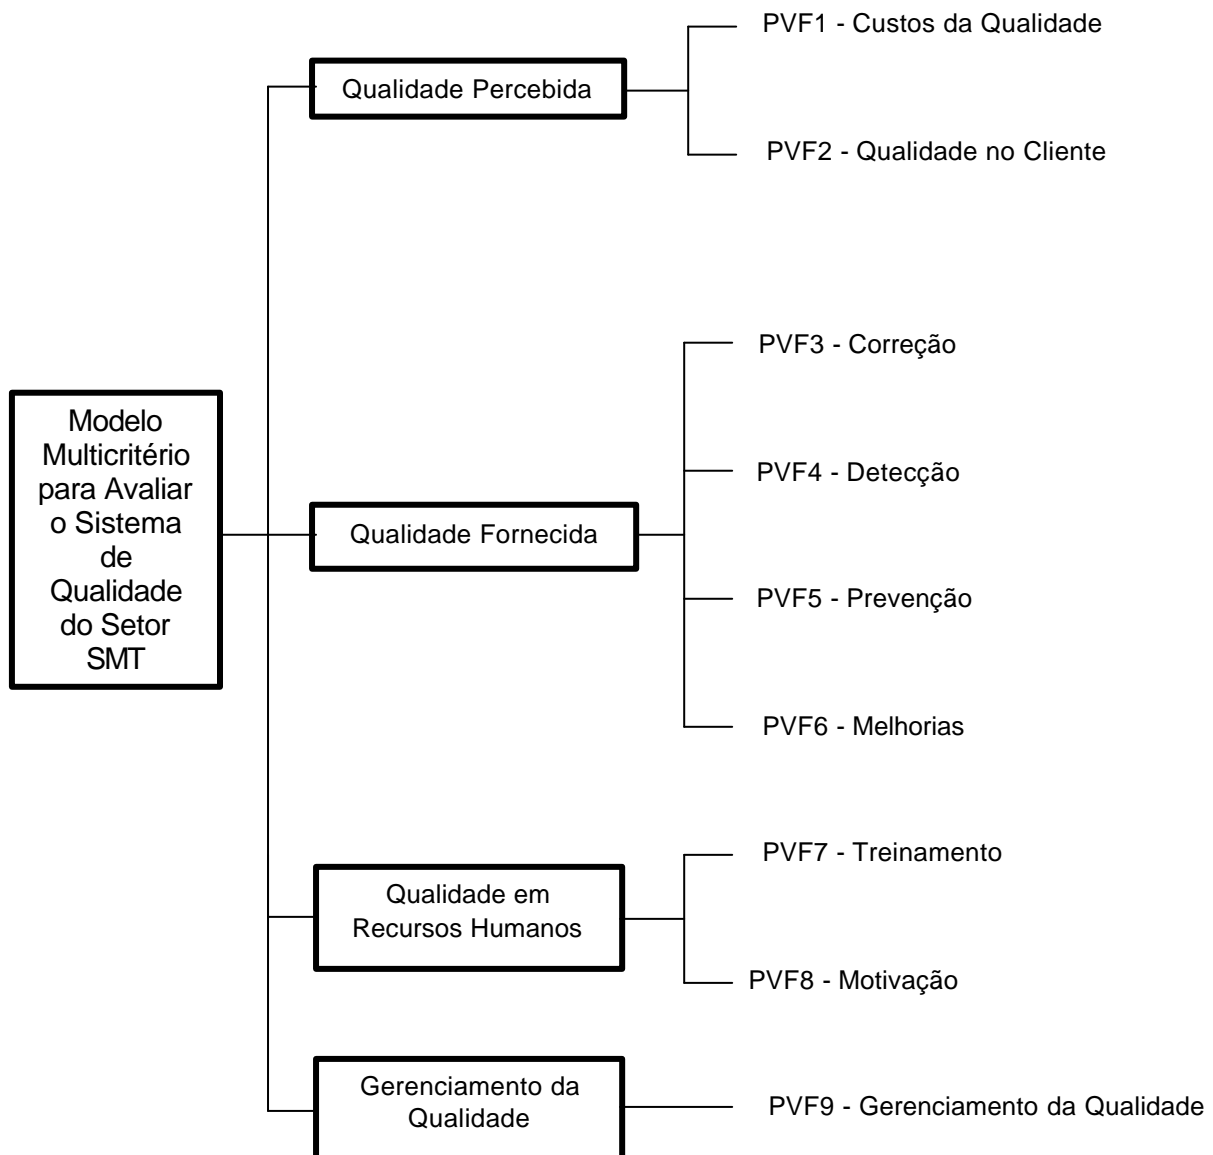 PVF1 - Custos da Qualidade
Qualidade Percebida
PVF2 - Qualidade no Cliente
PVF3 - Correção
Modelo
Multicritério
para Avaliar
o Sistema
de
Qualidade
do Setor
SMT
PVF4 - Detecção
Qualidade Fornecida
PVF5 - Prevenção
PVF6 - Melhorias
PVF7 - Treinamento
Qualidade em
Recursos Humanos
PVF8 - Motivação
Gerenciamento da
Qualidade
PVF9 - Gerenciamento da Qualidade